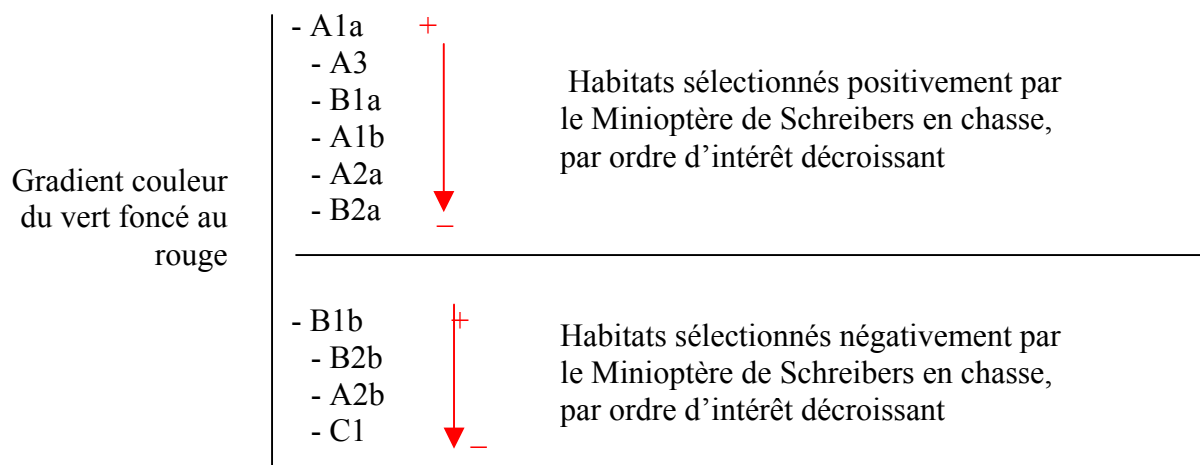 - A1a +
- A3
- B1a
- A1b
- A2a
- B2a
–
Habitats sélectionnés positivement par
le Minioptère de Schreibers en chasse,
par ordre d’intérêt décroissant
Gradient couleur
du vert foncé au
rouge
- B1b +
- B2b
- A2b
- C1
–
Habitats sélectionnés négativement par
le Minioptère de Schreibers en chasse,
par ordre d’intérêt décroissant